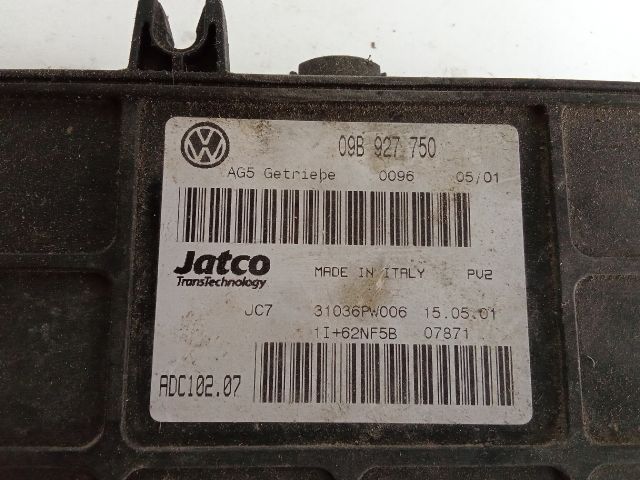 09B 927 750
AG5 Getrieþe 0096 05/01
Jatco
TransTechnology
MADE IN ITALY PV2
JC7 31036PW006 15.05.01
1I+62NF5B 07871
ADC102.07